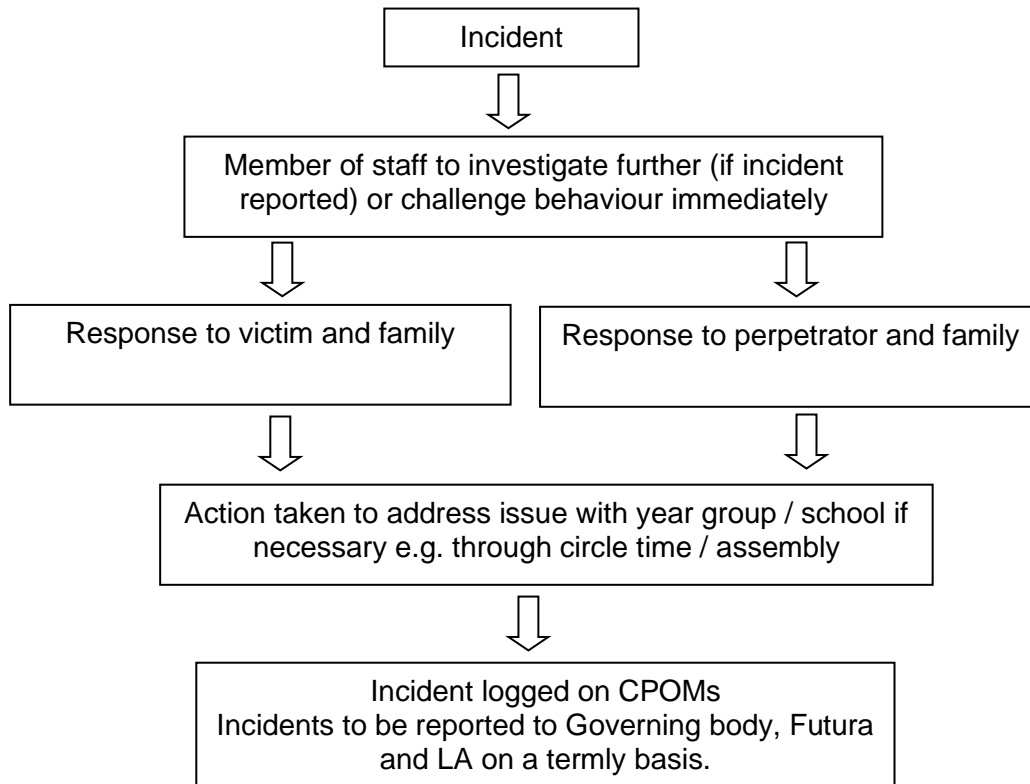 Incident
Member of staff to investigate further (if incident
reported) or challenge behaviour immediately
Response to victim and family
Response to perpetrator and family
Action taken to address issue with year group / school if
necessary e.g. through circle time / assembly
Incident logged on CPOMs
Incidents to be reported to Governing body, Futura
and LA on a termly basis.